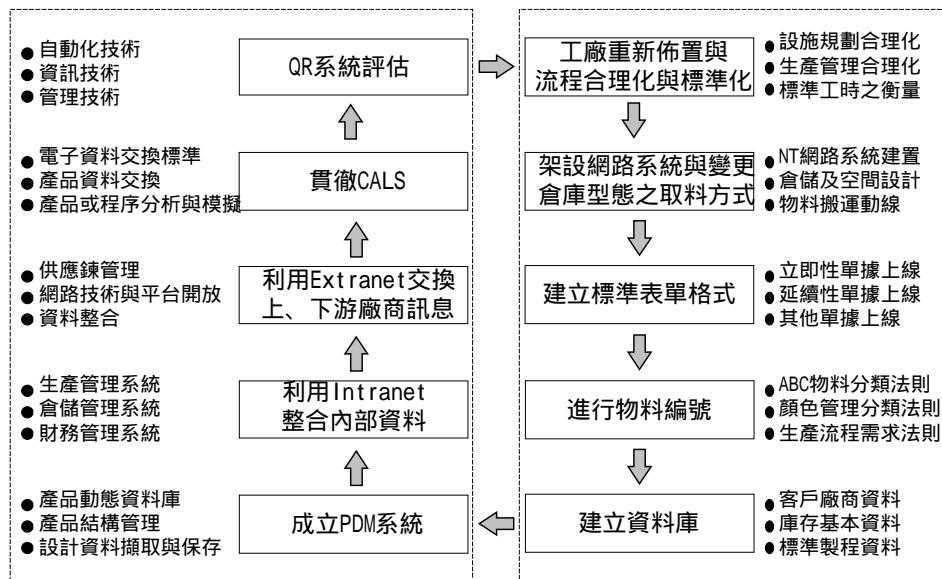 ● 自動化技術
● 資訊技術
● 管理技術
QR系統評估
工廠重新佈置與
流程合理化與標準化
● 設施規劃合理化
● 生產管理合理化
● 標準工時之衡量
● 電子資料交換標準
● 產品資料交換
● 產品或程序分析與模擬
貫徹CALS
架設網路系統與變更
倉庫型態之取料方式
● NT網路系統建置
● 倉儲及空間設計
● 物料搬運動線
● 供應鍊管理
● 網路技術與平台開放
● 資料整合
利用Extranet交換
上、下游廠商訊息
建立標準表單格式
● 立即性單據上線
● 延續性單據上線
● 其他單據上線
● 生產管理系統
● 倉儲管理系統
● 財務管理系統
利用Intranet
整合內部資料
進行物料編號
● ABC物料分類法則
● 顏色管理分類法則
● 生產流程需求法則
● 產品動態資料庫
● 產品結構管理
● 設計資料擷取與保存
成立PDM系統
建立資料庫
● 客戶廠商資料
● 庫存基本資料
● 標準製程資料